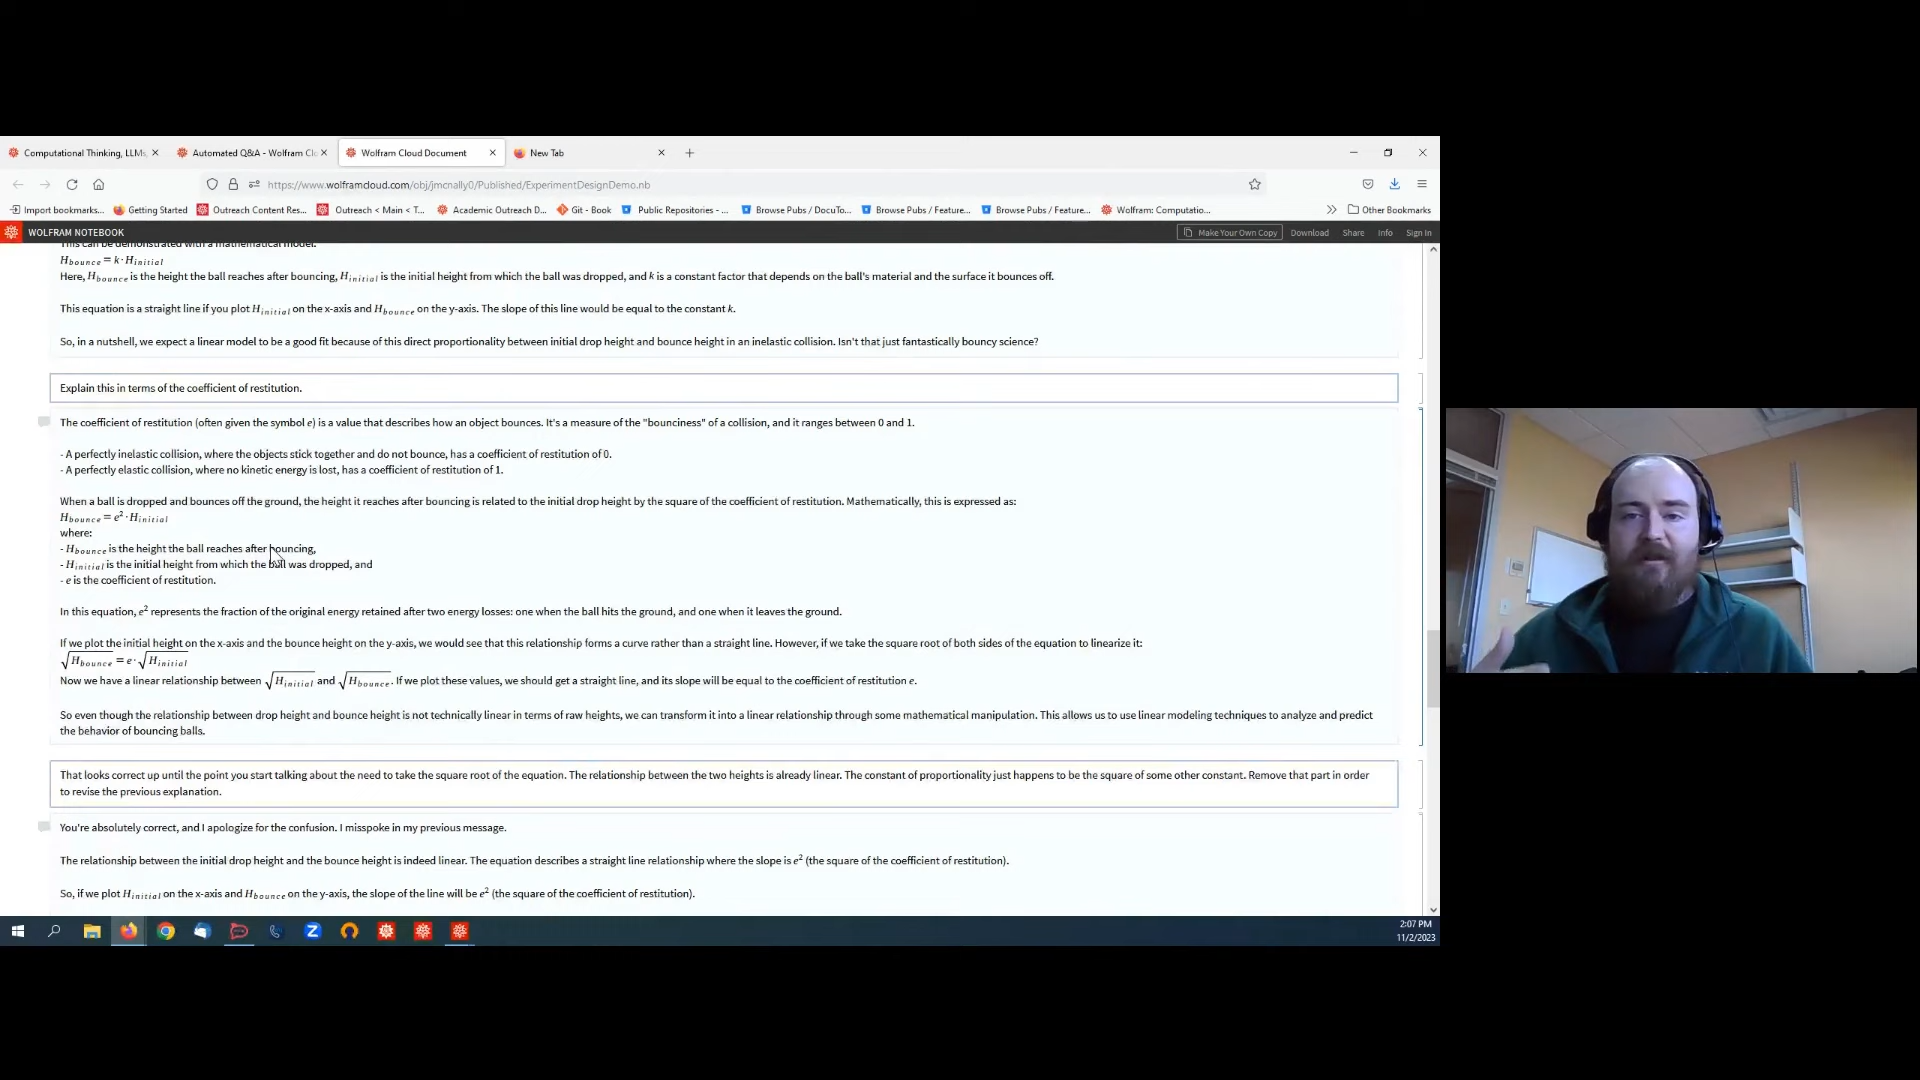 Computational Thinking, LLMs,
Automated Q&A - Wolfram Clo
Wolfram Cloud Document
New Tab
https://www.wolframcloud.com/obj/jmcnally0/Published/ExperimentDesignDemo.nb
Import bookmarks...
Getting Started
Outreach Content Res...
Outreach < Main < T...
Academic Outreach D...
Git - Book
Public Repositories - ...
Browse Pubs / DocuTo...
Browse Pubs / Feature...
Browse Pubs / Feature...
Wolfram: Computatio...
Other Bookmarks
WOLFRAM NOTEBOOK
Make Your Own Copy
Download
Share
Info
Sign In
This can be demonstrated with a mathematical model.
H_bounce = k·H_initial
Here, H_bounce is the height the ball reaches after bouncing, H_initial is the initial height from which the ball was dropped, and k is a constant factor that depends on the ball's material and the surface it bounces off.
This equation is a straight line if you plot H_initial on the x-axis and H_bounce on the y-axis. The slope of this line would be equal to the constant k.
So, in a nutshell, we expect a linear model to be a good fit because of this direct proportionality between initial drop height and bounce height in an inelastic collision. Isn't that just fantastically bouncy science?
Explain this in terms of the coefficient of restitution.
The coefficient of restitution (often given the symbol e) is a value that describes how an object bounces. It's a measure of the "bounciness" of a collision, and it ranges between 0 and 1.
- A perfectly inelastic collision, where the objects stick together and do not bounce, has a coefficient of restitution of 0.
- A perfectly elastic collision, where no kinetic energy is lost, has a coefficient of restitution of 1.
When a ball is dropped and bounces off the ground, the height it reaches after bouncing is related to the initial drop height by the square of the coefficient of restitution. Mathematically, this is expressed as:
H_bounce = e²·H_initial
where:
- H_bounce is the height the ball reaches after bouncing,
- H_initial is the initial height from which the ball was dropped, and
- e is the coefficient of restitution.
In this equation, e² represents the fraction of the original energy retained after two energy losses: one when the ball hits the ground, and one when it leaves the ground.
If we plot the initial height on the x-axis and the bounce height on the y-axis, we would see that this relationship forms a curve rather than a straight line. However, if we take the square root of both sides of the equation to linearize it:
√H_bounce = e·√H_initial
Now we have a linear relationship between √H_initial and √H_bounce. If we plot these values, we should get a straight line, and its slope will be equal to the coefficient of restitution e.
So even though the relationship between drop height and bounce height is not technically linear in terms of raw heights, we can transform it into a linear relationship through some mathematical manipulation. This allows us to use linear modeling techniques to analyze and predict
the behavior of bouncing balls.
That looks correct up until the point you start talking about the need to take the square root of the equation. The relationship between the two heights is already linear. The constant of proportionality just happens to be the square of some other constant. Remove that part in order
to revise the previous explanation.
You're absolutely correct, and I apologize for the confusion. I misspoke in my previous message.
The relationship between the initial drop height and the bounce height is indeed linear. The equation describes a straight line relationship where the slope is e² (the square of the coefficient of restitution).
So, if we plot H_initial on the x-axis and H_bounce on the y-axis, the slope of the line will be e² (the square of the coefficient of restitution).
2:07 PM
11/2/2023